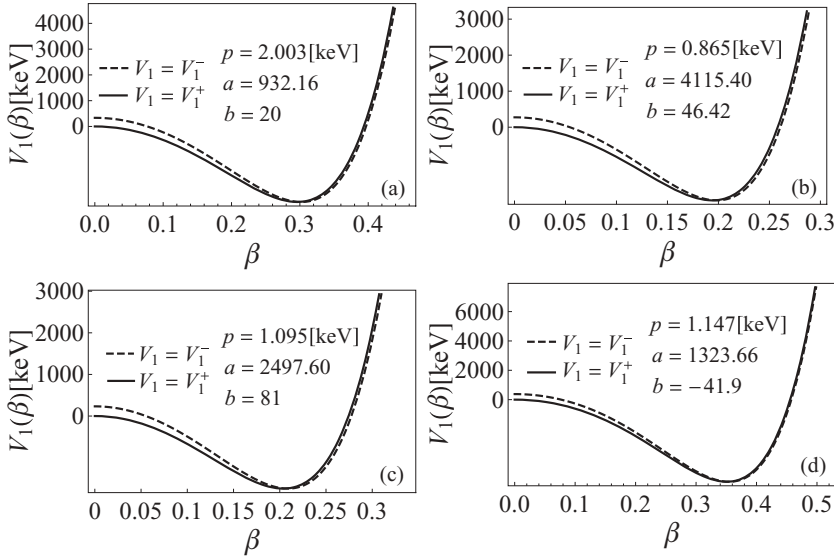 V₁(β)[keV]
4000
3000
2000
1000
0
V₁ = V₁⁻
V₁ = V₁⁺
p = 2.003[keV]
a = 932.16
b = 20
(a)
0.0 0.1 0.2 0.3 0.4
β
V₁(β)[keV]
3000
2000
1000
0
V₁ = V₁⁻
V₁ = V₁⁺
p = 0.865[keV]
a = 4115.40
b = 46.42
(b)
0 0.05 0.1 0.15 0.2 0.25 0.3
β
V₁(β)[keV]
3000
2000
1000
0
V₁ = V₁⁻
V₁ = V₁⁺
p = 1.095[keV]
a = 2497.60
b = 81
(c)
0 0.05 0.1 0.15 0.2 0.25 0.3
β
V₁(β)[keV]
6000
4000
2000
0
V₁ = V₁⁻
V₁ = V₁⁺
p = 1.147[keV]
a = 1323.66
b = −41.9
(d)
0.0 0.1 0.2 0.3 0.4 0.5
β